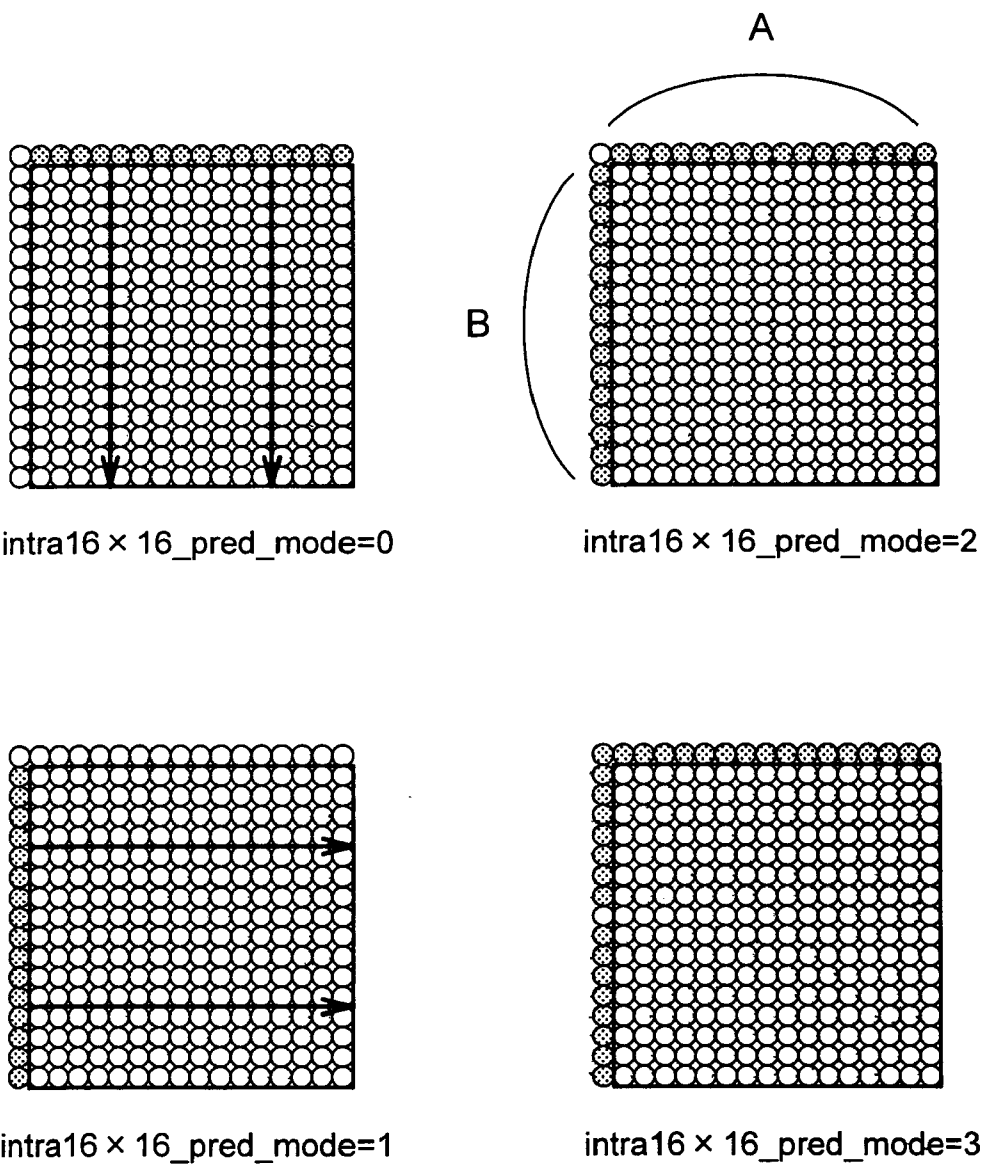 A
B
intra16 × 16_pred_mode=0
intra16 × 16_pred_mode=2
intra16 × 16_pred_mode=1
intra16 × 16_pred_mode=3